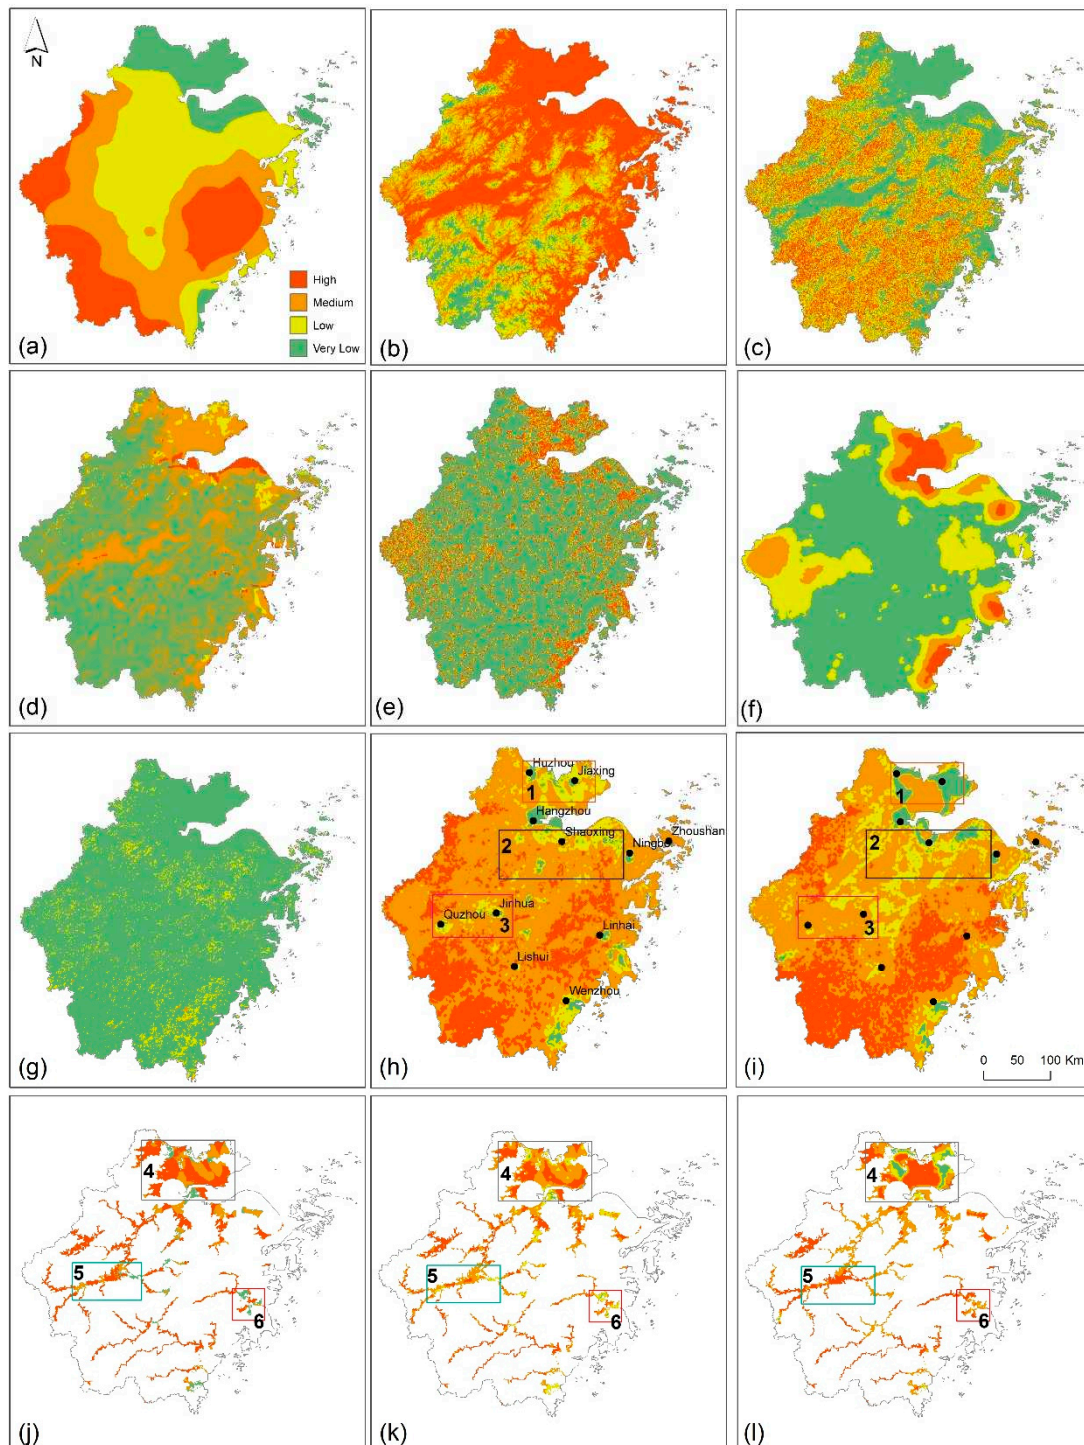 N
High
Medium
Low
Very Low
(a)
(b)
(c)
(d)
(e)
(f)
(g)
Huzhou
Jiaxing
1
Hangzhou
Shaoxing
Zhoushan
2
Ningbo
Jinhua
Quzhou
3
Linhai
Lishui
Wenzhou
(h)
1
2
3
0 50 100 Km
(i)
4
5
6
(j)
4
5
6
(k)
4
5
6
(l)